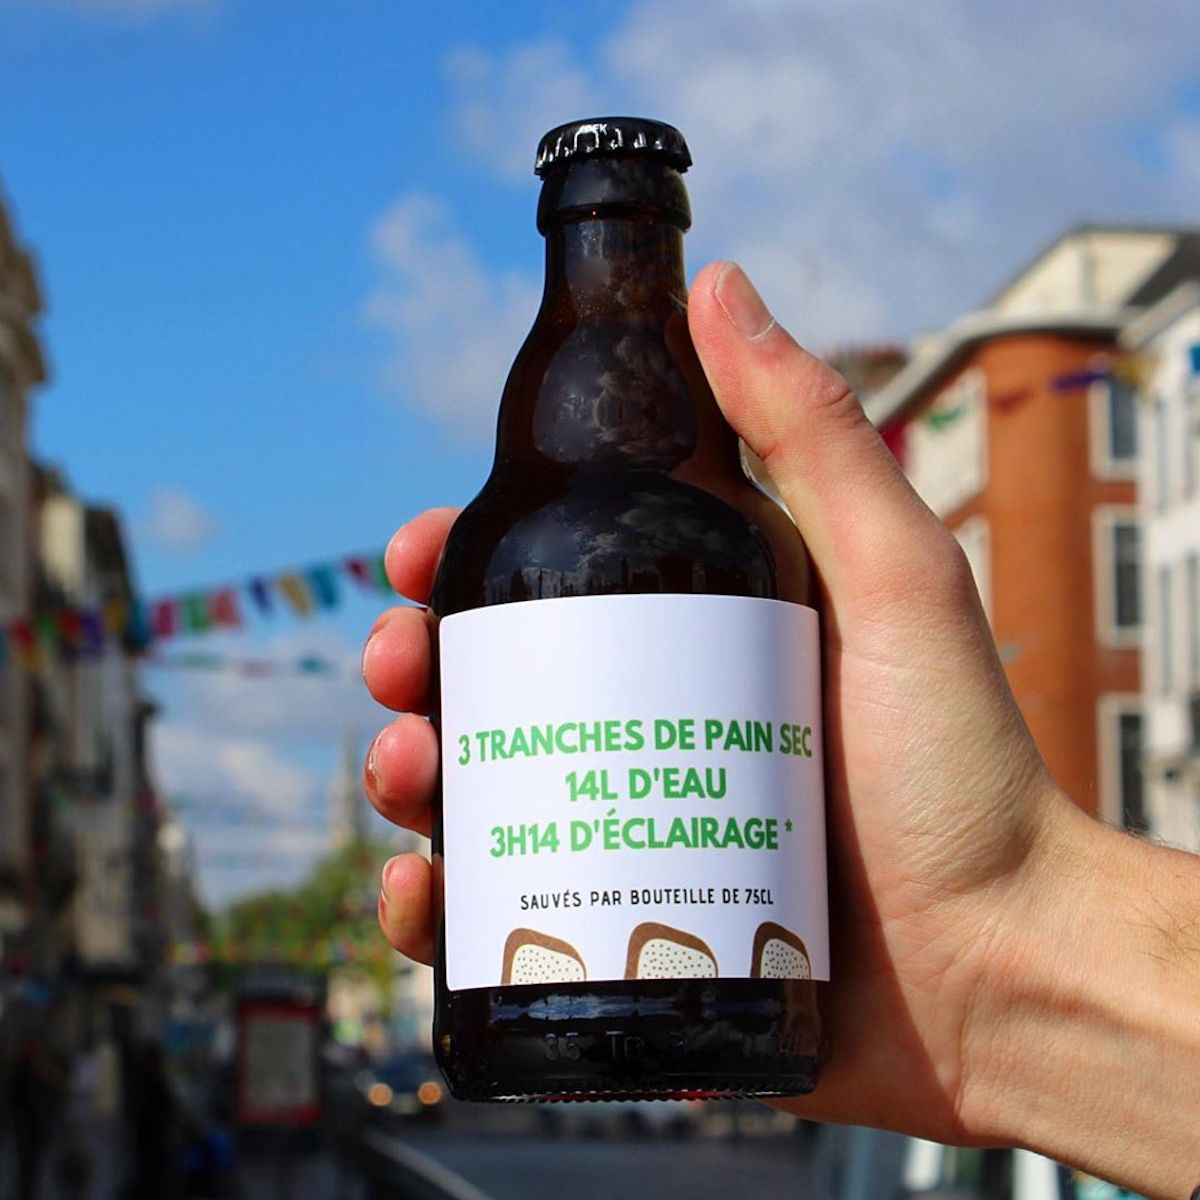 3 TRANCHES DE PAIN SEC
14L D'EAU
3H14 D'ÉCLAIRAGE *
SAUVÉS PAR BOUTEILLE DE 75CL